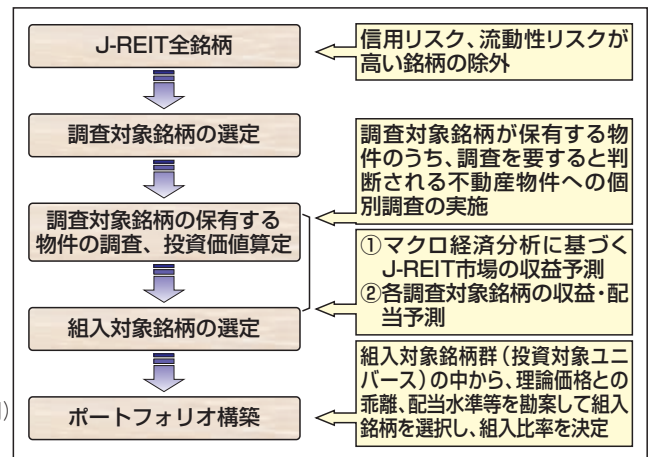 J-REIT全銘柄
信用リスク、流動性リスクが
高い銘柄の除外
調査対象銘柄の選定
調査対象銘柄が保有する物
件のうち、調査を要すると判
断される不動産物件への個
別調査の実施
調査対象銘柄の保有する
物件の調査、投資価値算定
①マクロ経済分析に基づく
J-REIT市場の収益予測
②各調査対象銘柄の収益・配
当予測
組入対象銘柄の選定
組入対象銘柄群（投資対象ユニ
バース）の中から、理論価格との
乖離、配当水準等を勘案して組入
銘柄を選択し、組入比率を決定
ポートフォリオ構築